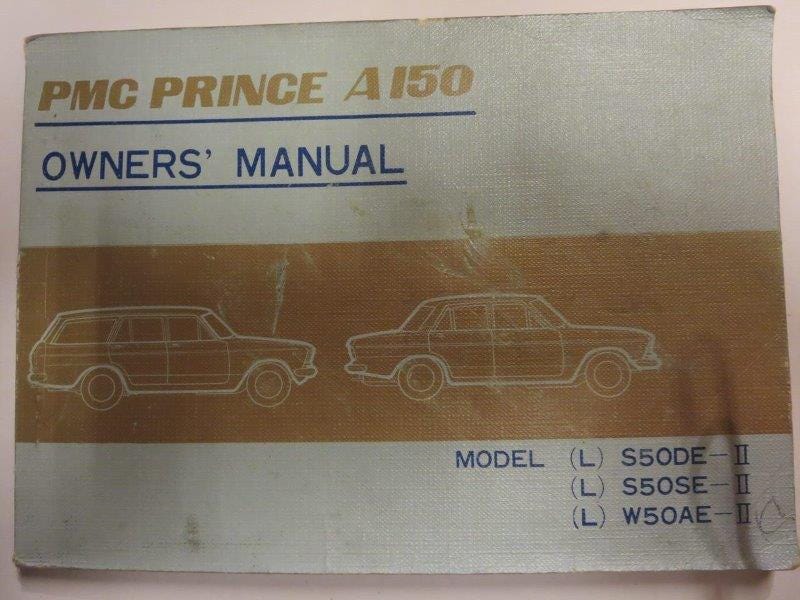 PMC PRINCE A150
OWNERS' MANUAL
MODEL (L) S50DE-II
(L) S50SE-II
(L) W50AE-II